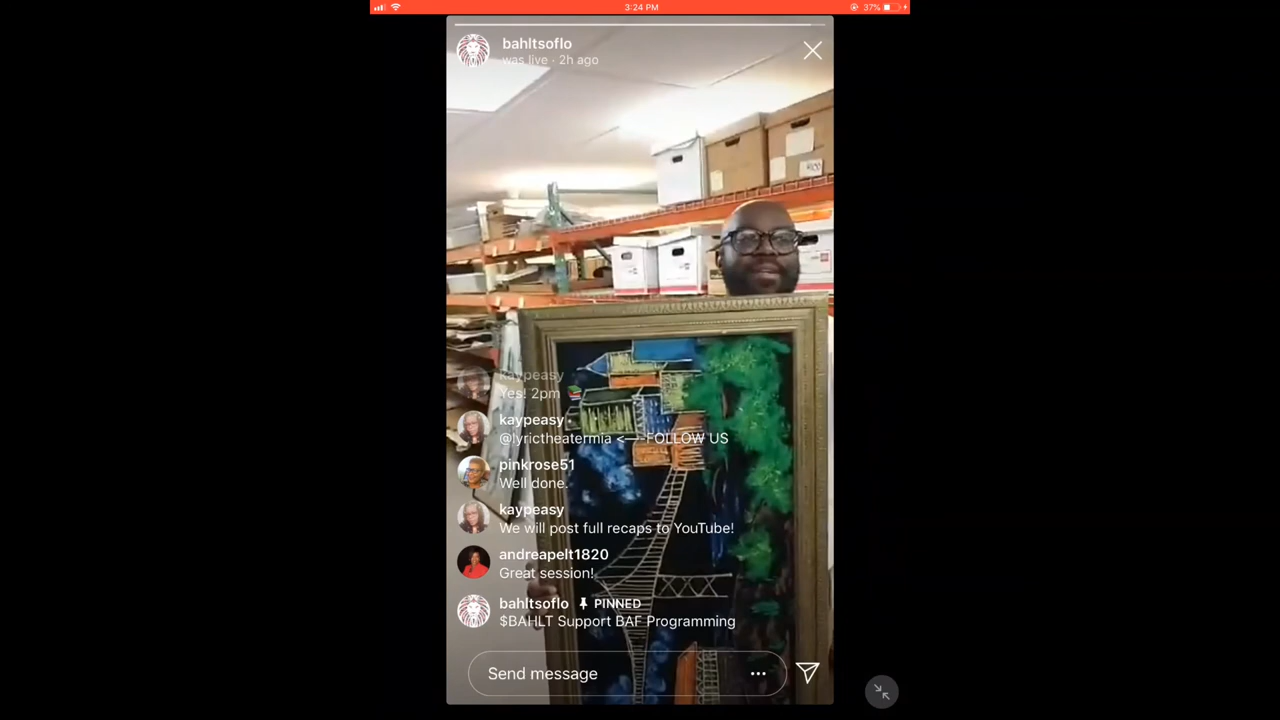 3:24 PM
37%
bahltsoflo
was live · 2h ago
kaypeasy
Yes! 2pm
kaypeasy
@lyrictheatermia <—-FOLLOW US
pinkrose51
Well done.
kaypeasy
We will post full recaps to YouTube!
andreapelt1820
Great session!
bahltsoflo PINNED
$BAHLT Support BAF Programming
Send message